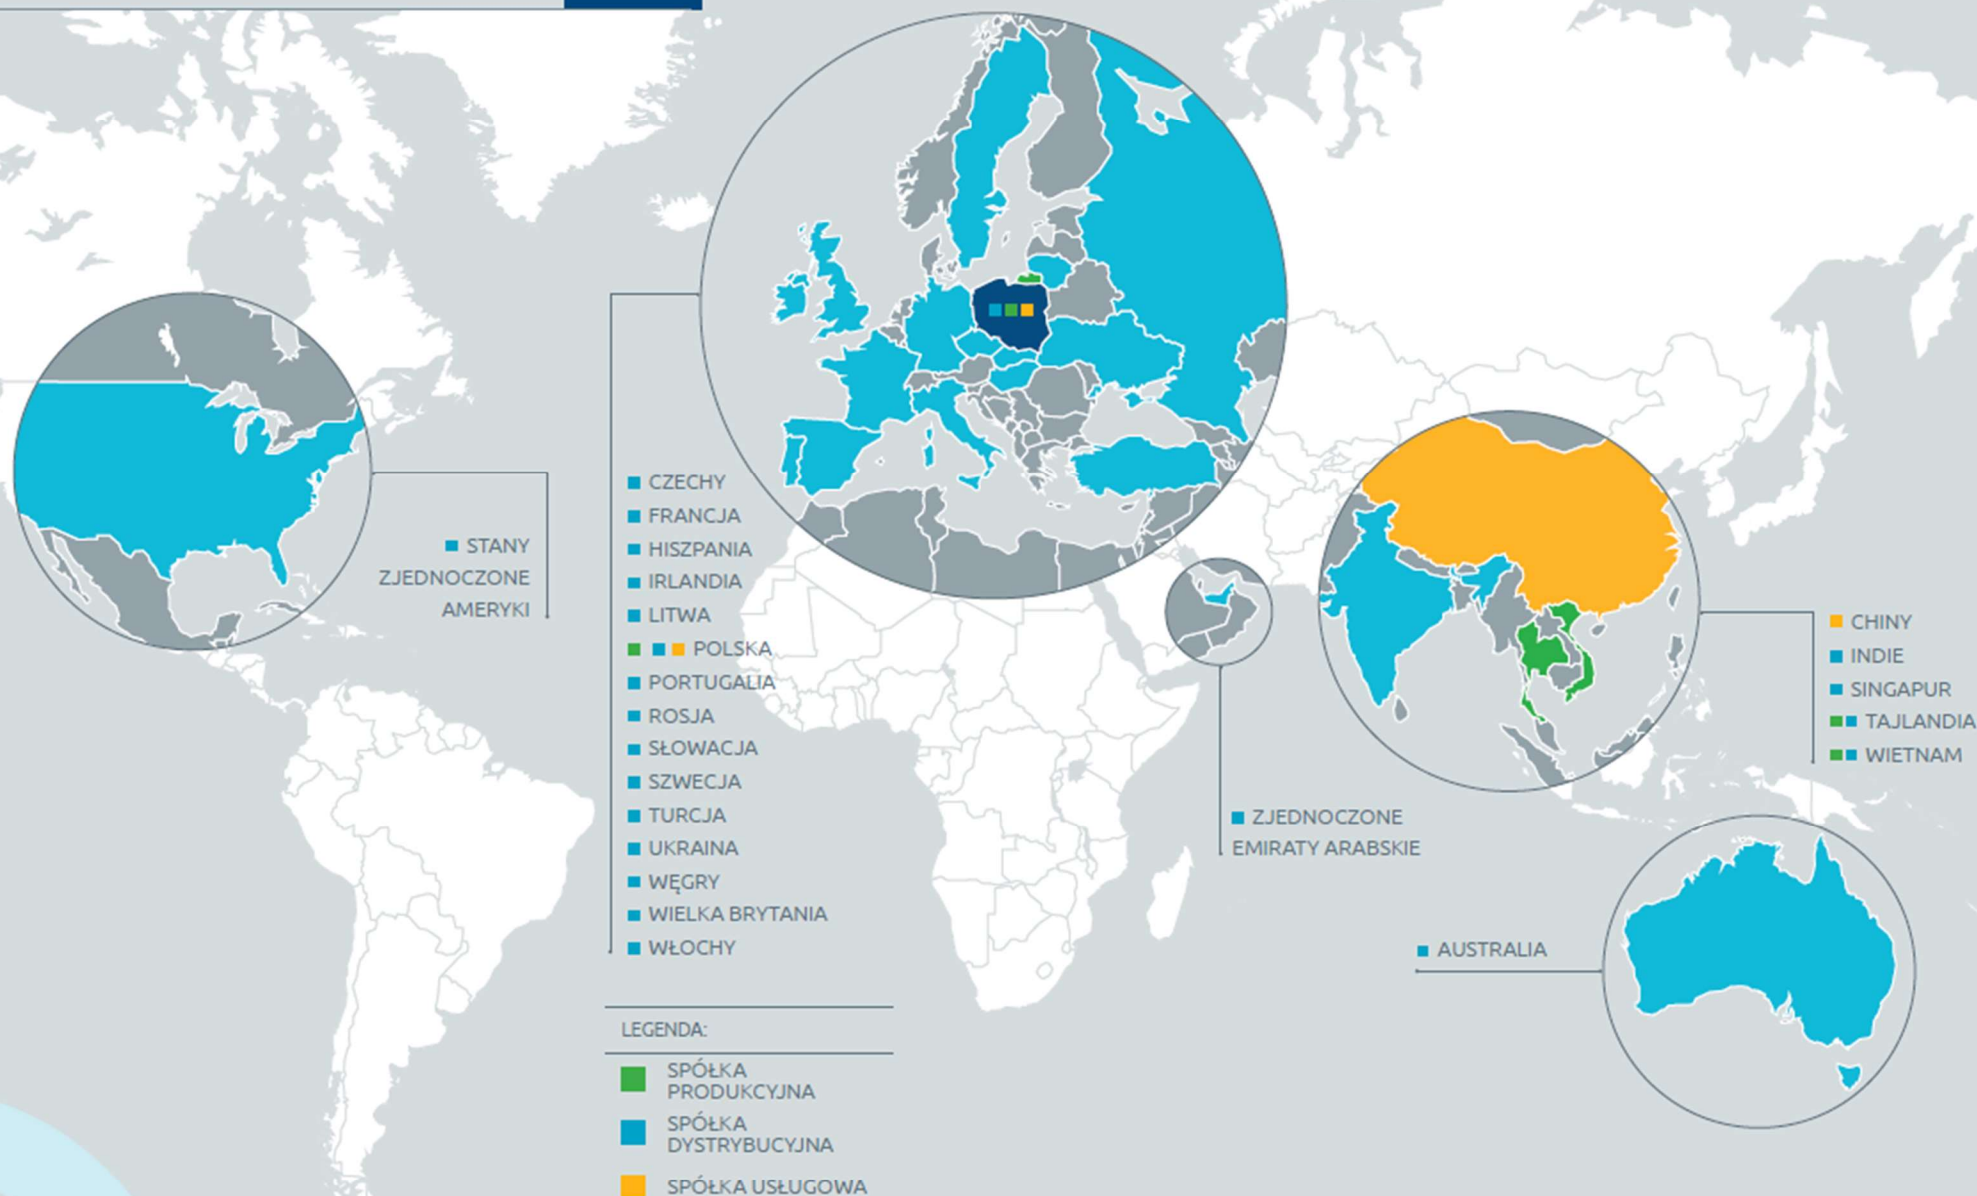 STANY
ZJEDNOCZONE
AMERYKI
CZECHY
FRANCJA
HISZPANIA
IRLANDIA
LITWA
POLSKA
PORTUGALIA
ROSJA
SŁOWACJA
SZWECJA
TURCJA
UKRAINA
WĘGRY
WIELKA BRYTANIA
WŁOCHY
ZJEDNOCZONE
EMIRATY ARABSKIE
CHINY
INDIE
SINGAPUR
TAJLANDIA
WIETNAM
AUSTRALIA
LEGENDA:
SPÓŁKA
PRODUKCYJNA
SPÓŁKA
DYSTRYBUCYJNA
SPÓŁKA USŁUGOWA